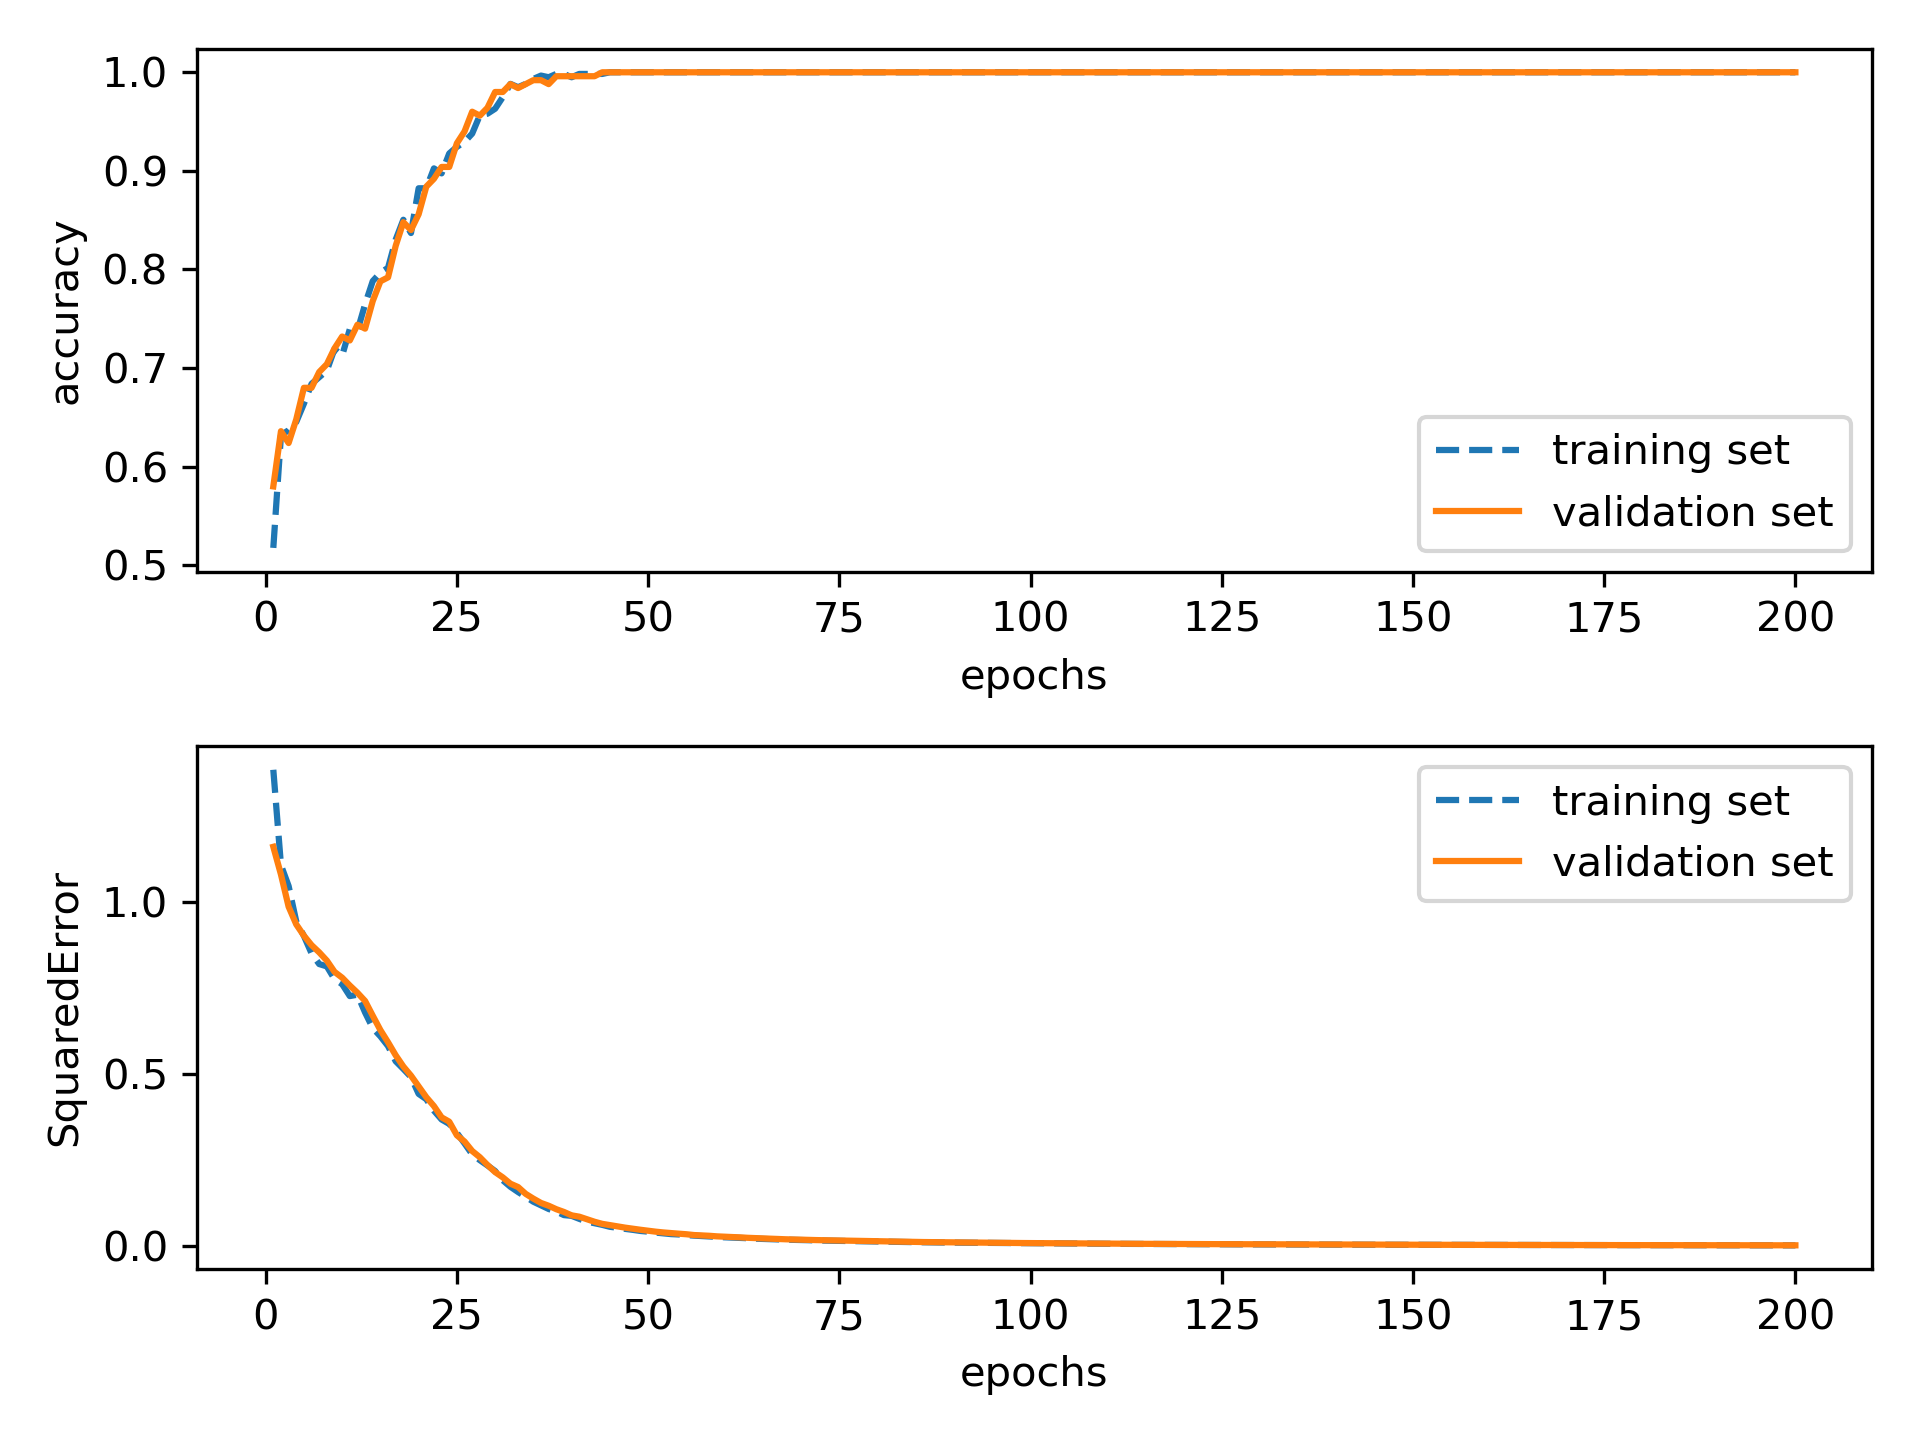 1.0
0.9
0.8
0.7
0.6
0.5
accuracy
training set
validation set
0 25 50 75 100 125 150 175 200
epochs
1.0
0.5
0.0
SquaredError
training set
validation set
0 25 50 75 100 125 150 175 200
epochs